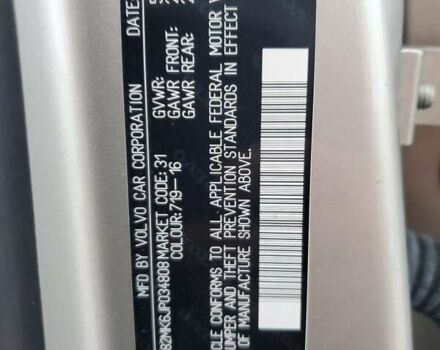 MFD BY VOLVO CAR CORPORATION DATE:
GVWR:
GAWR FRONT:
GAWR REAR:
B2MK6JP034808 MARKET CODE: 31
COLOUR: 719-16
CLE CONFORMS TO ALL APPLICABLE FEDERAL MOTOR V
UMPER AND THEFT PREVENTION STANDARDS IN EFFECT
OF MANUFACTURE SHOWN ABOVE.